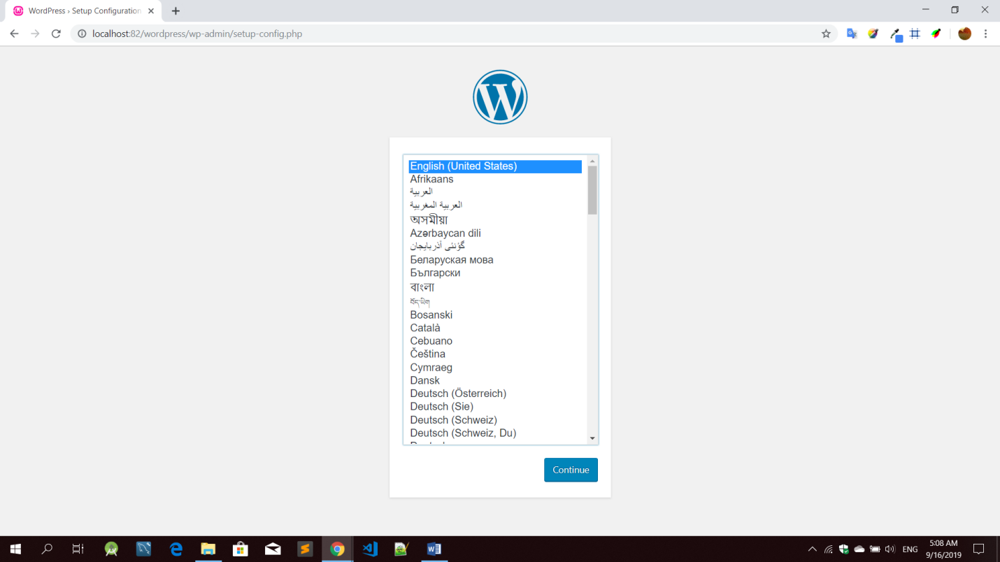 WordPress › Setup Configuration
localhost:82/wordpress/wp-admin/setup-config.php
English (United States)
Afrikaans
العربية
العربية المغربية
অসমীয়া
Azərbaycan dili
گؤنئی آذربایجان
Беларуская мова
Български
বাংলা
བོད་ཡིག
Bosanski
Català
Cebuano
Čeština
Cymraeg
Dansk
Deutsch (Österreich)
Deutsch (Sie)
Deutsch (Schweiz)
Deutsch (Schweiz, Du)
Continue
ENG
5:08 AM
9/16/2019